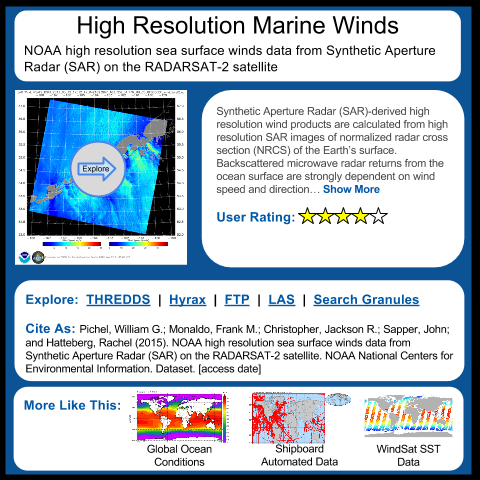 High Resolution Marine Winds
NOAA high resolution sea surface winds data from Synthetic Aperture
Radar (SAR) on the RADARSAT-2 satellite
Explore
Synthetic Aperture Radar (SAR)-derived high
resolution wind products are calculated from high
resolution SAR images of normalized radar cross
section (NRCS) of the Earth's surface.
Backscattered microwave radar returns from the
ocean surface are strongly dependent on wind
speed and direction… Show More
User Rating:
Explore: THREDDS | Hyrax | FTP | LAS | Search Granules
Cite As: Pichel, William G.; Monaldo, Frank M.; Christopher, Jackson R.; Sapper, John;
and Hatteberg, Rachel (2015). NOAA high resolution sea surface winds data from
Synthetic Aperture Radar (SAR) on the RADARSAT-2 satellite. NOAA National Centers for
Environmental Information. Dataset. [access date]
More Like This:
Global Ocean
Conditions
Shipboard
Automated Data
WindSat SST
Data